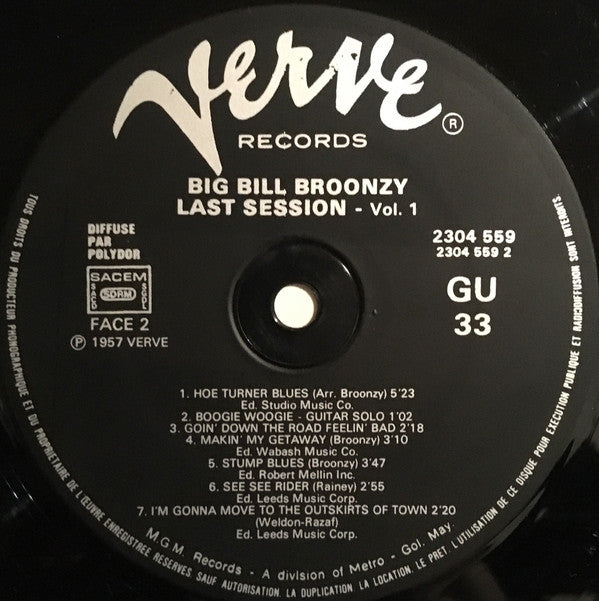 Verve
RECORDS
®
BIG BILL BROONZY
LAST SESSION - Vol. 1
DIFFUSE
PAR
POLYDOR
2304 559
2304 559 2
SACEM
SACD SDRM SGDL
FACE 2
℗ 1957 VERVE
GU
33
1. HOE TURNER BLUES (Arr. Broonzy) 5'23
Ed. Studio Music Co.
2. BOOGIE WOOGIE - GUITAR SOLO 1'02
3. GOIN' DOWN THE ROAD FEELIN' BAD 2'18
4. MAKIN' MY GETAWAY (Broonzy) 3'10
Ed. Wabash Music Co.
5. STUMP BLUES (Broonzy) 3'47
Ed. Robert Mellin Inc.
6. SEE SEE RIDER (Rainey) 2'55
Ed. Leeds Music Corp.
7. I'M GONNA MOVE TO THE OUTSKIRTS OF TOWN 2'20
(Weldon-Razaf)
Ed. Leeds Music Corp.
M.G.M. Records - A division of Metro - Gol. May.
TOUS DROITS DU PRODUCTEUR PHONOGRAPHIQUE ET DU PROPRIETAIRE DE L'ŒUVRE ENREGISTREE RESERVES SAUF AUTORISATION. LA DUPLICATION, LA LOCATION, LE PRET, L'UTILISATION DE CE DISQUE POUR EXECUTION PUBLIQUE ET RADIODIFFUSION SONT INTERDITS.